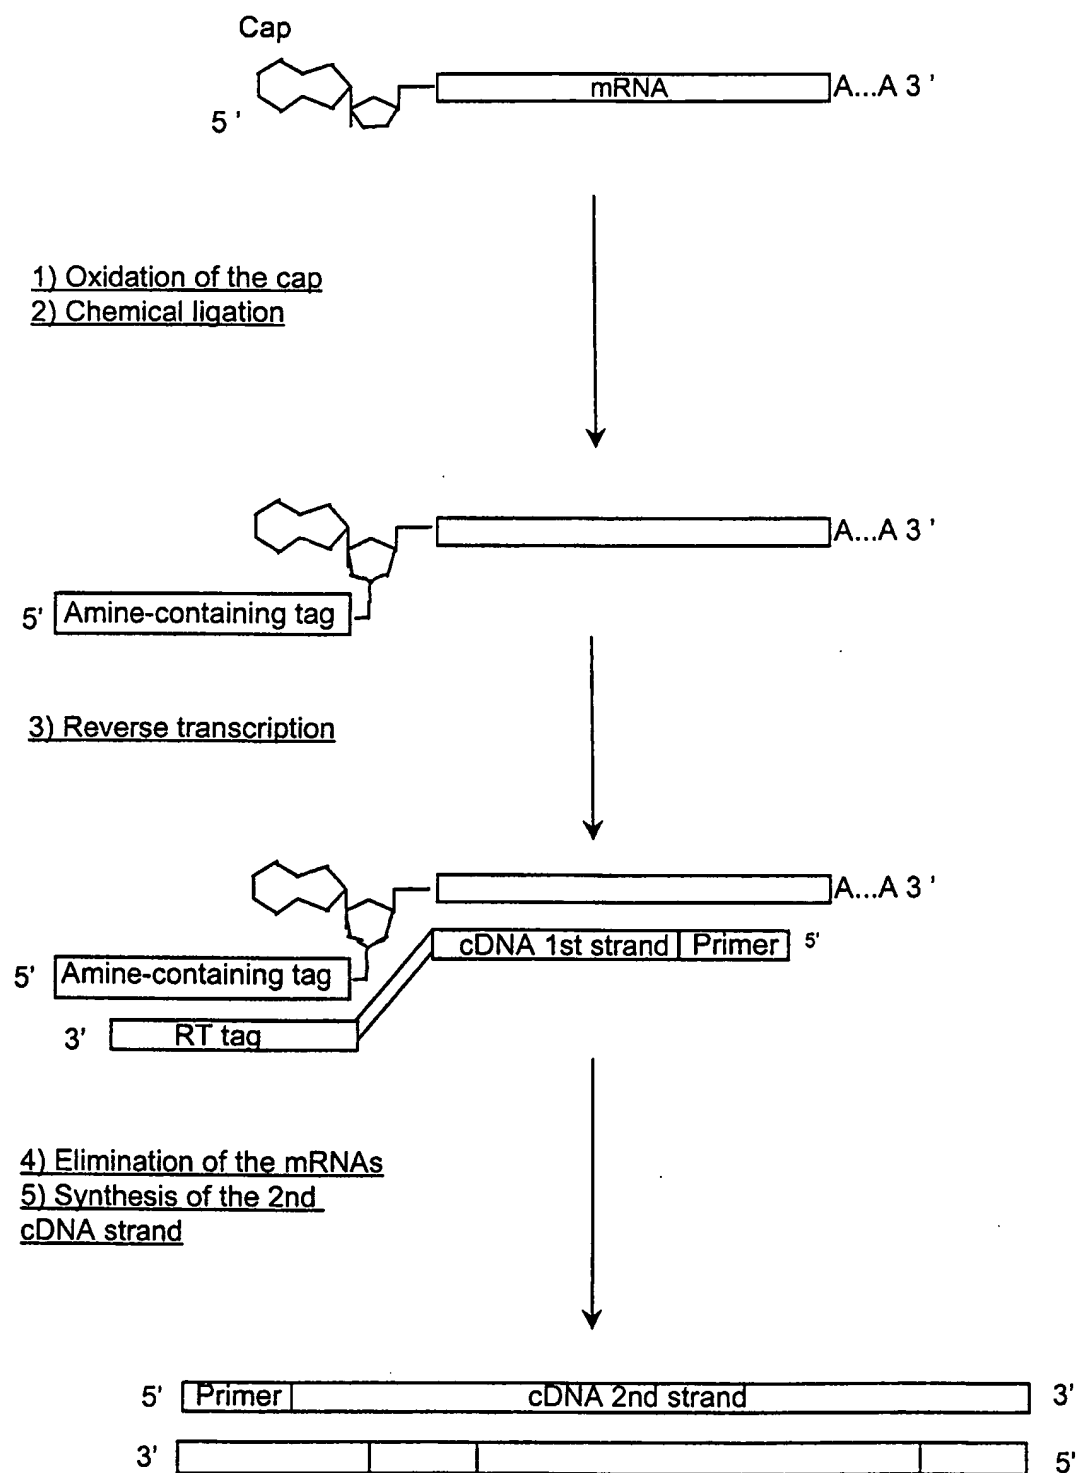 Cap
5 '
mRNA
A...A 3 '
1) Oxidation of the cap
2) Chemical ligation
A...A 3 '
5' Amine-containing tag
3) Reverse transcription
A...A 3 '
cDNA 1st strand Primer 5'
5' Amine-containing tag
3' RT tag
4) Elimination of the mRNAs
5) Synthesis of the 2nd
cDNA strand
5' Primer cDNA 2nd strand 3'
3' 5'